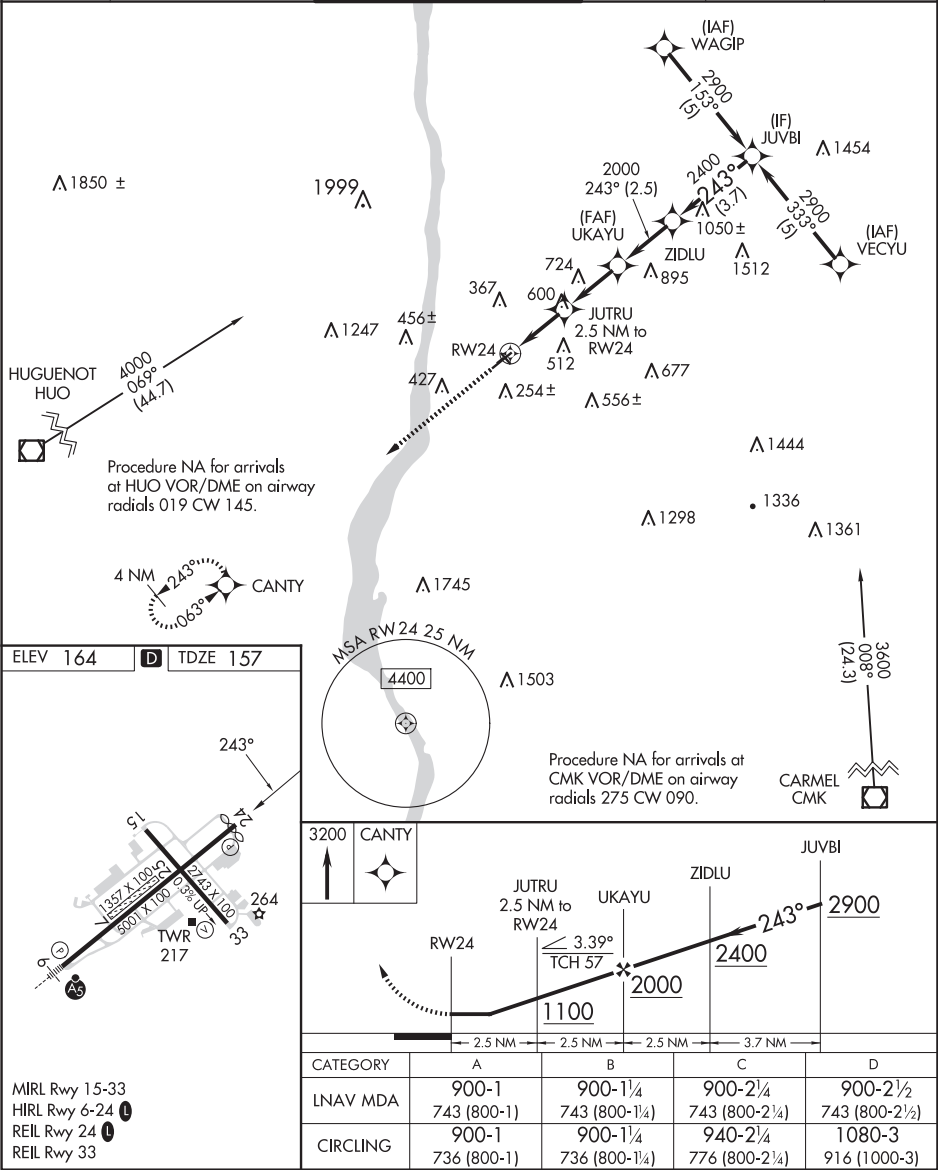 (IAF)
WAGIP
2900
153°
(5)
(IF)
JUVBI
1454
1850 ±
1999
2000
243° (2.5)
2400
243°
(3.7)
2900
333°
(5)
(IAF)
VECYU
(FAF)
UKAYU
1050 ±
ZIDLU
1512
724
895
367
600
JUTRU
2.5 NM to
RW24
1247
456 ±
RW24
512
677
427
254 ±
556 ±
HUGUENOT
HUO
4000
069°
(44.7)
1444
Procedure NA for arrivals
at HUO VOR/DME on airway
radials 019 CW 145.
1336
1298
1361
4 NM
243°
063°
CANTY
1745
3600
008°
(24.3)
MSA RW24 25 NM
4400
1503
Procedure NA for arrivals at
CMK VOR/DME on airway
radials 275 CW 090.
CARMEL
CMK
ELEV 164
D
TDZE 157
243°
15
24
P
25
1357 X 100
5001 X 100
2743 X 100
0.3% UP
7
264
V
33
TWR
217
P
6
A5
MIRL Rwy 15-33
HIRL Rwy 6-24 L
REIL Rwy 24 L
REIL Rwy 33
3200
CANTY
JUVBI
ZIDLU
UKAYU
JUTRU
2.5 NM to
RW24
RW24
243°
2900
3.39°
TCH 57
2400
2000
1100
2.5 NM
2.5 NM
2.5 NM
3.7 NM
CATEGORY A B C D
LNAV MDA 900-1 900-1¼ 900-2¼ 900-2½
743 (800-1) 743 (800-1¼) 743 (800-2¼) 743 (800-2½)
CIRCLING 900-1 900-1¼ 940-2¼ 1080-3
736 (800-1) 736 (800-1¼) 776 (800-2¼) 916 (1000-3)